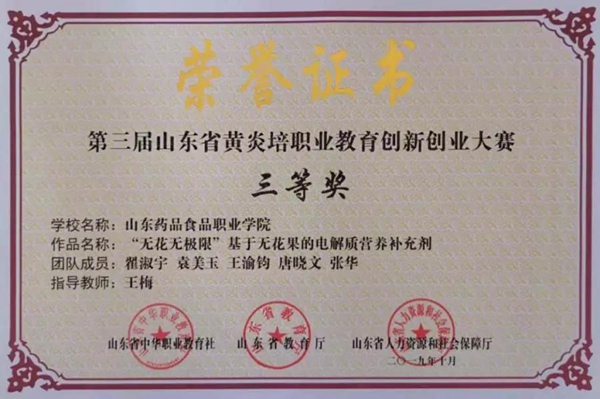 荣誉证书
第三届山东省黄炎培职业教育创新创业大赛
三等奖
学校名称：山东药品食品职业学院
作品名称：“无花无极限”基于无花果的电解质营养补充剂
团队成员：翟淑宇 袁美玉 王渝钧 唐晓文 张华
指导教师：王梅
山东省中华职业教育社 山东省教育厅 山东省人力资源和社会保障厅
二〇一九年十月